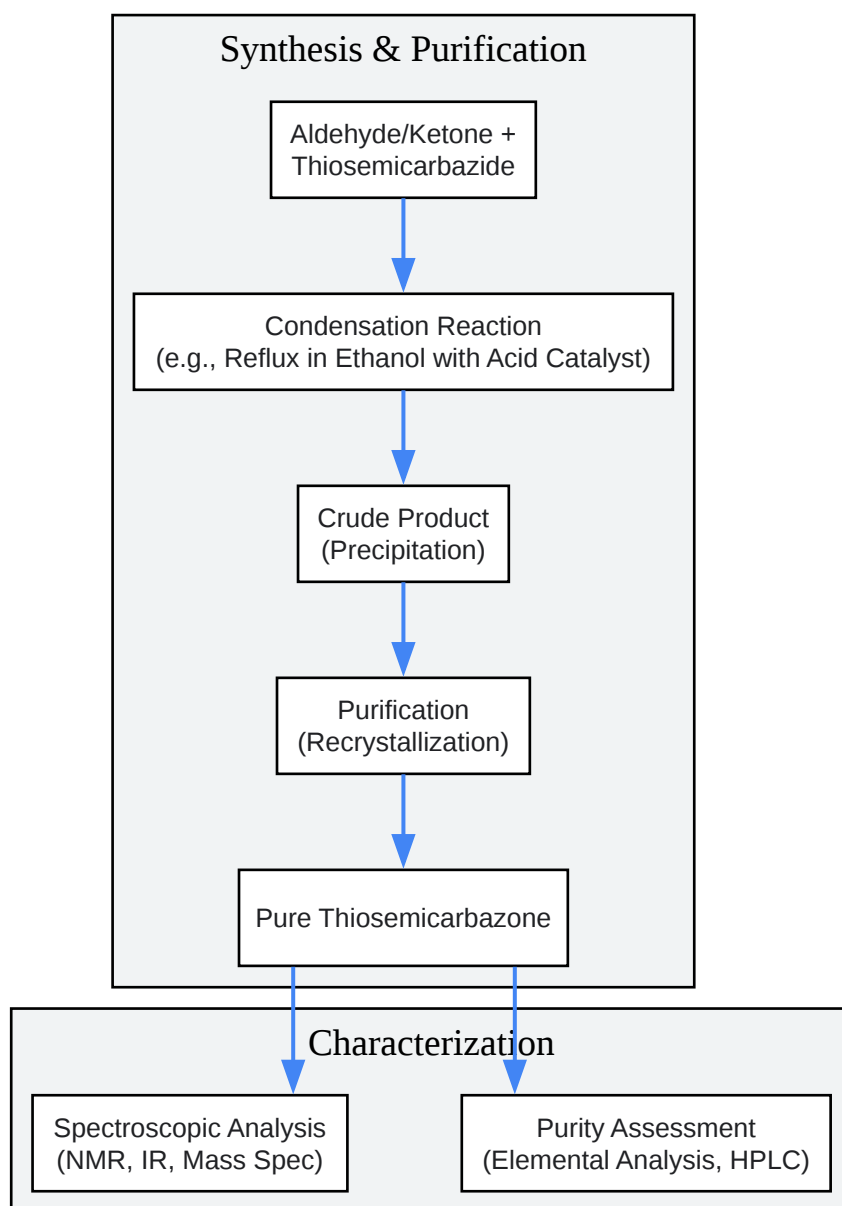 Synthesis & Purification
Aldehyde/Ketone +
Thiosemicarbazide
Condensation Reaction
(e.g., Reflux in Ethanol with Acid Catalyst)
Crude Product
(Precipitation)
Purification
(Recrystallization)
Pure Thiosemicarbazone
Characterization
Spectroscopic Analysis
(NMR, IR, Mass Spec)
Purity Assessment
(Elemental Analysis, HPLC)